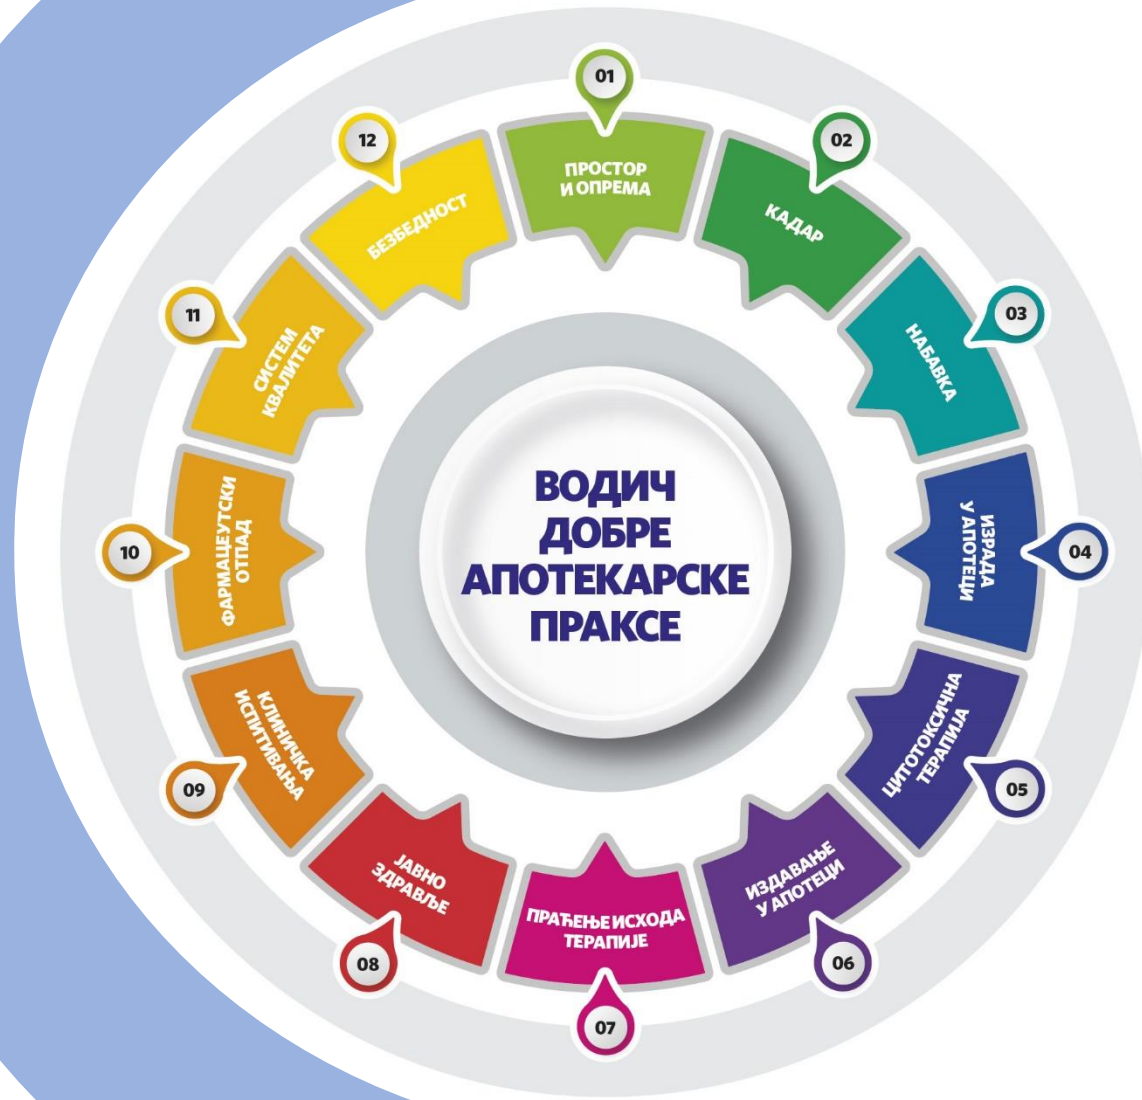 ВОДИЧ
ДОБРЕ
АПОТЕКАРСКЕ
ПРАКСЕ
01
ПРОСТОР
И ОПРЕМА
02
КАДАР
03
НАБАВКА
04
ИЗРАДА
У АПОТЕЦИ
05
ЦИТОТОКСИЧНА
ТЕРАПИЈА
06
ИЗДАВАЊЕ
У АПОТЕЦИ
07
ПРАЋЕЊЕ ИСХОДА
ТЕРАПИЈЕ
08
ЈАВНО
ЗДРАВЉЕ
09
КЛИНИЧКА
ИСПИТИВАЊА
10
ФАРМАЦЕУТСКИ
ОТПАД
11
СИСТЕМ
КВАЛИТЕТА
12
БЕЗБЕДНОСТ